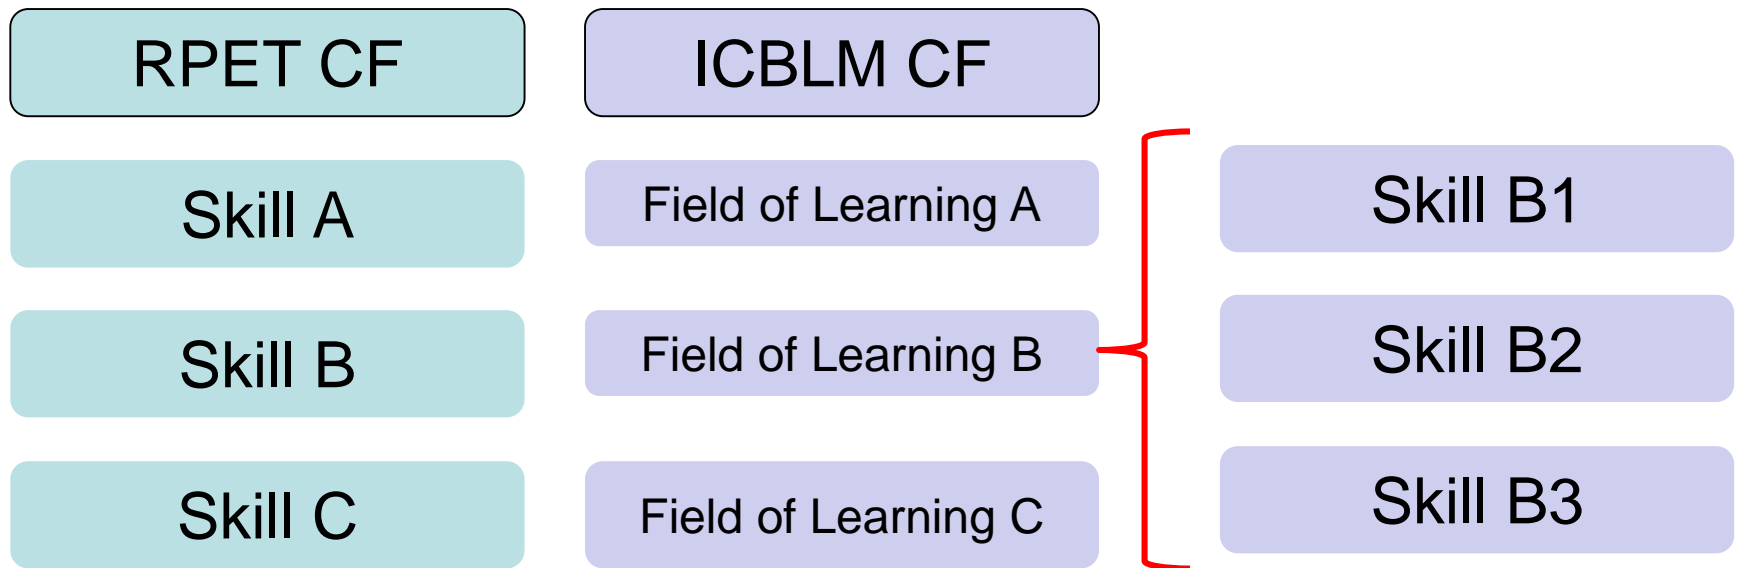 RPET CF
ICBLM CF
Skill A
Field of Learning A
Skill B1
Skill B
Field of Learning B
Skill B2
Skill C
Field of Learning C
Skill B3